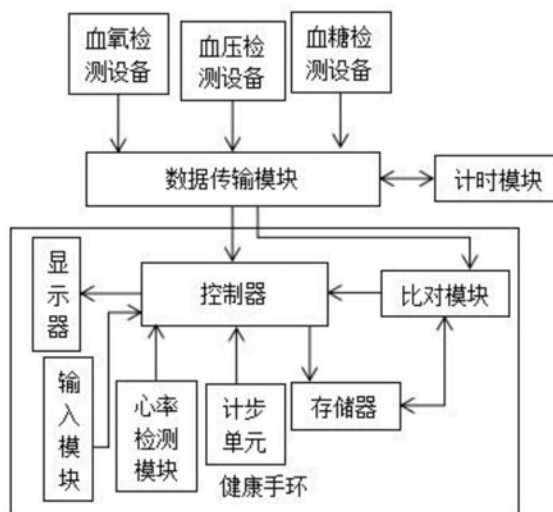 血氧检
测设备
血压检
测设备
血糖检
测设备
数据传输模块
计时模块
显
示
器
控制器
比对模块
输
入
模
块
心率
检测
模块
计步
单元
存储器
健康手环